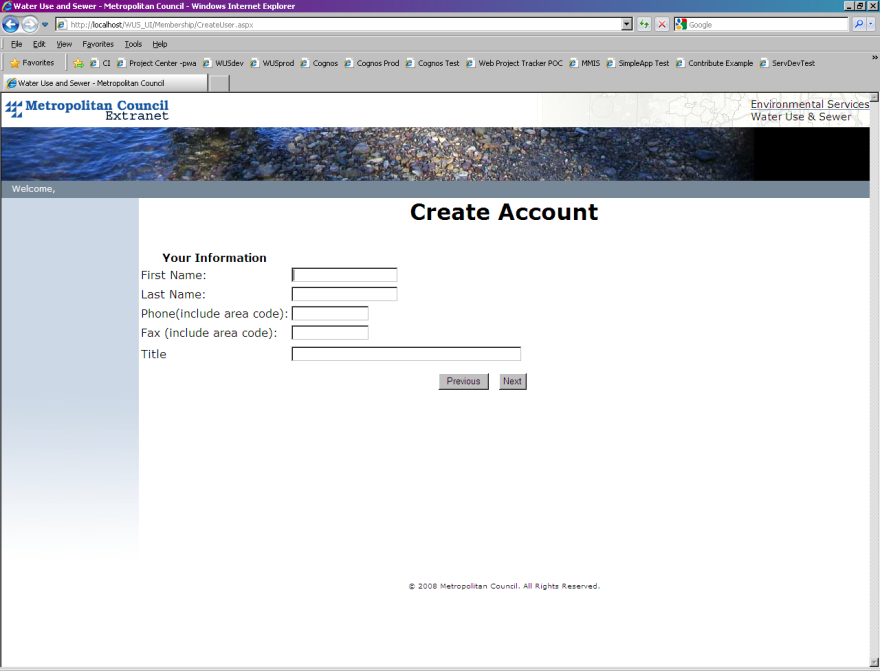 Water Use and Sewer - Metropolitan Council - Windows Internet Explorer
http://localhost/WUS_UI/Membership/CreateUser.aspx
Google
File Edit View Favorites Tools Help
Favorites CI Project Center -pwa WUSdev WUSprod Cognos Cognos Prod Cognos Test Web Project Tracker POC MMIS SimpleApp Test Contribute Example ServDevTest »
Water Use and Sewer - Metropolitan Council
Metropolitan Council
Extranet
Environmental Services
Water Use & Sewer
Welcome,
Create Account
Your Information
First Name:
Last Name:
Phone(include area code):
Fax (include area code):
Title
Previous Next
© 2008 Metropolitan Council. All Rights Reserved.